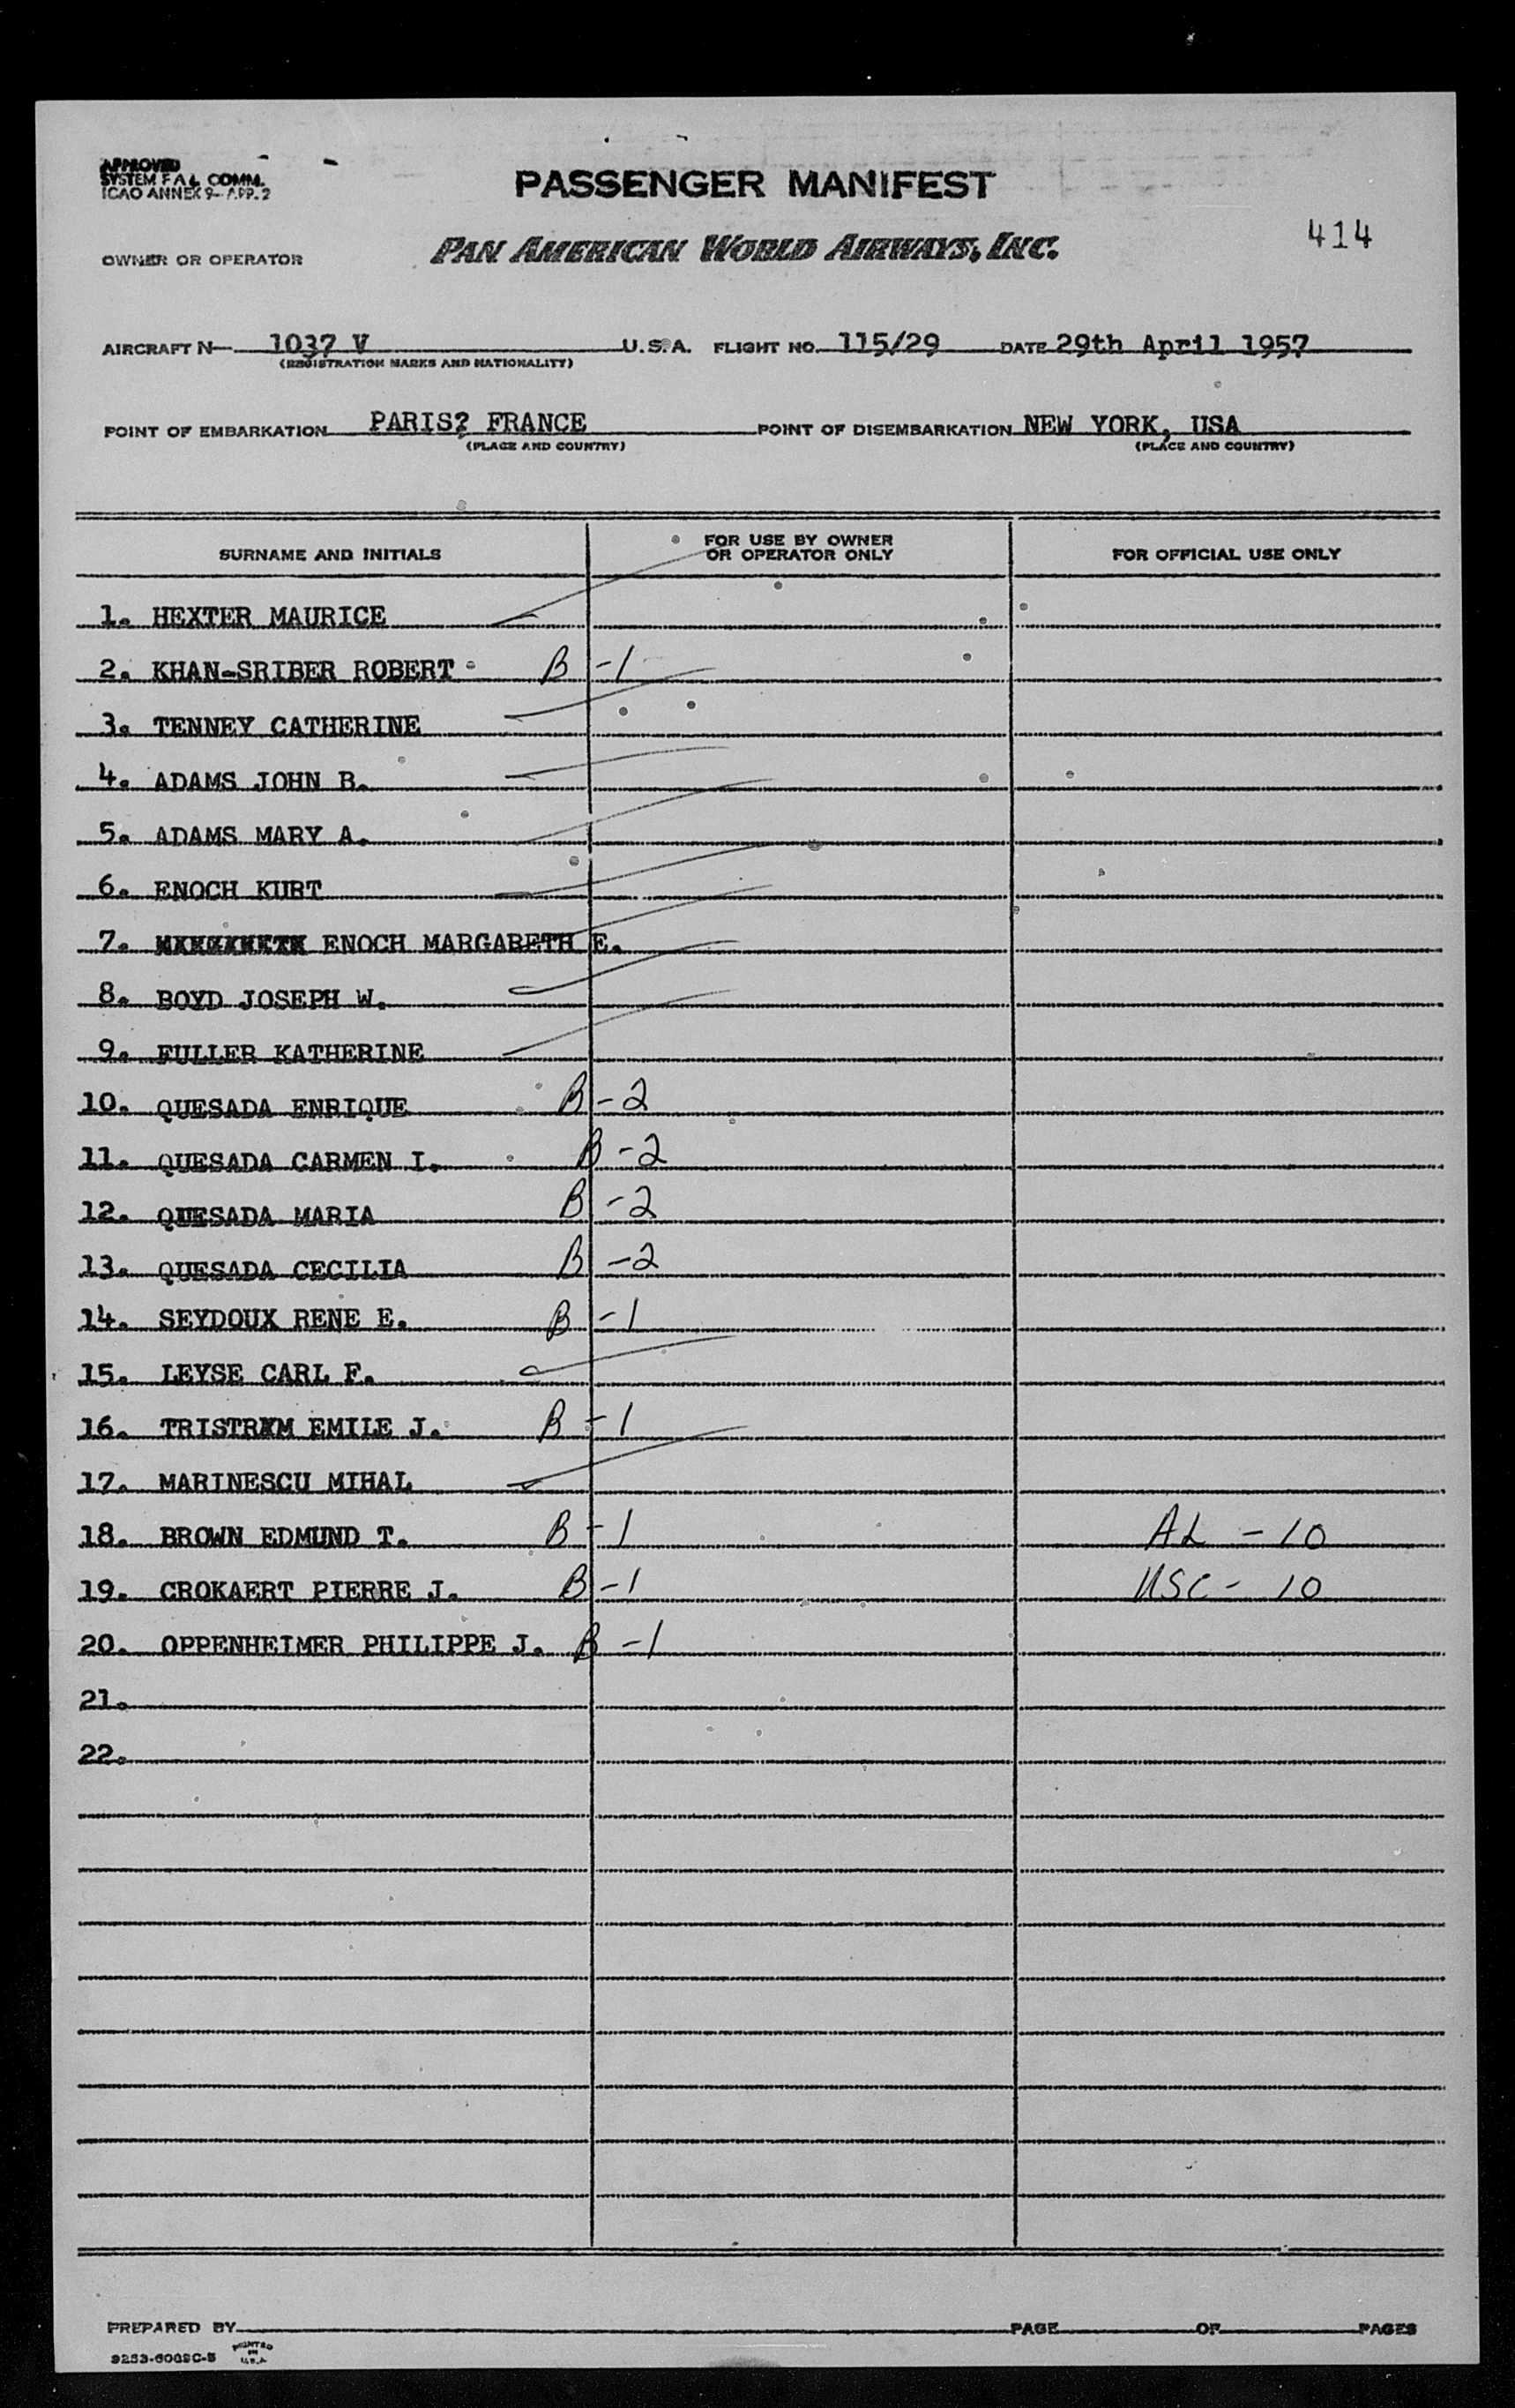 APPROVED
SYSTEM F A L COMM.
ICAO ANNEX 9- APP. 2
PASSENGER MANIFEST
414
OWNER OR OPERATOR PAN AMERICAN WORLD AIRWAYS, INC.
AIRCRAFT N— 1037 V U.S.A. FLIGHT NO. 115/29 DATE 29th April 1957
(REGISTRATION MARKS AND NATIONALITY)
POINT OF EMBARKATION PARIS? FRANCE POINT OF DISEMBARKATION NEW YORK, USA
(PLACE AND COUNTRY) (PLACE AND COUNTRY)
SURNAME AND INITIALS FOR USE BY OWNER OR OPERATOR ONLY FOR OFFICIAL USE ONLY
1. HEXTER MAURICE
2. KHAN-SRIBER ROBERT B-1
3. TENNEY CATHERINE
4. ADAMS JOHN B.
5. ADAMS MARY A.
6. ENOCH KURT
7. ENOCH MARGARETH E.
8. BOYD JOSEPH W.
9. FULLER KATHERINE
10. QUESADA ENRIQUE B-2
11. QUESADA CARMEN I. B-2
12. QUESADA MARIA B-2
13. QUESADA CECILIA B-2
14. SEYDOUX RENE E. B-1
15. LEYSE CARL F.
16. TRISTRAM EMILE J. B-1
17. MARINESCU MIHAL
18. BROWN EDMUND T. B-1 AL - 10
19. CROKAERT PIERRE J. B-1 USC - 10
20. OPPENHEIMER PHILIPPE J. B-1
21.
22.
PREPARED BY PAGE OF PAGES
PRINTED
IN
U.S.A.